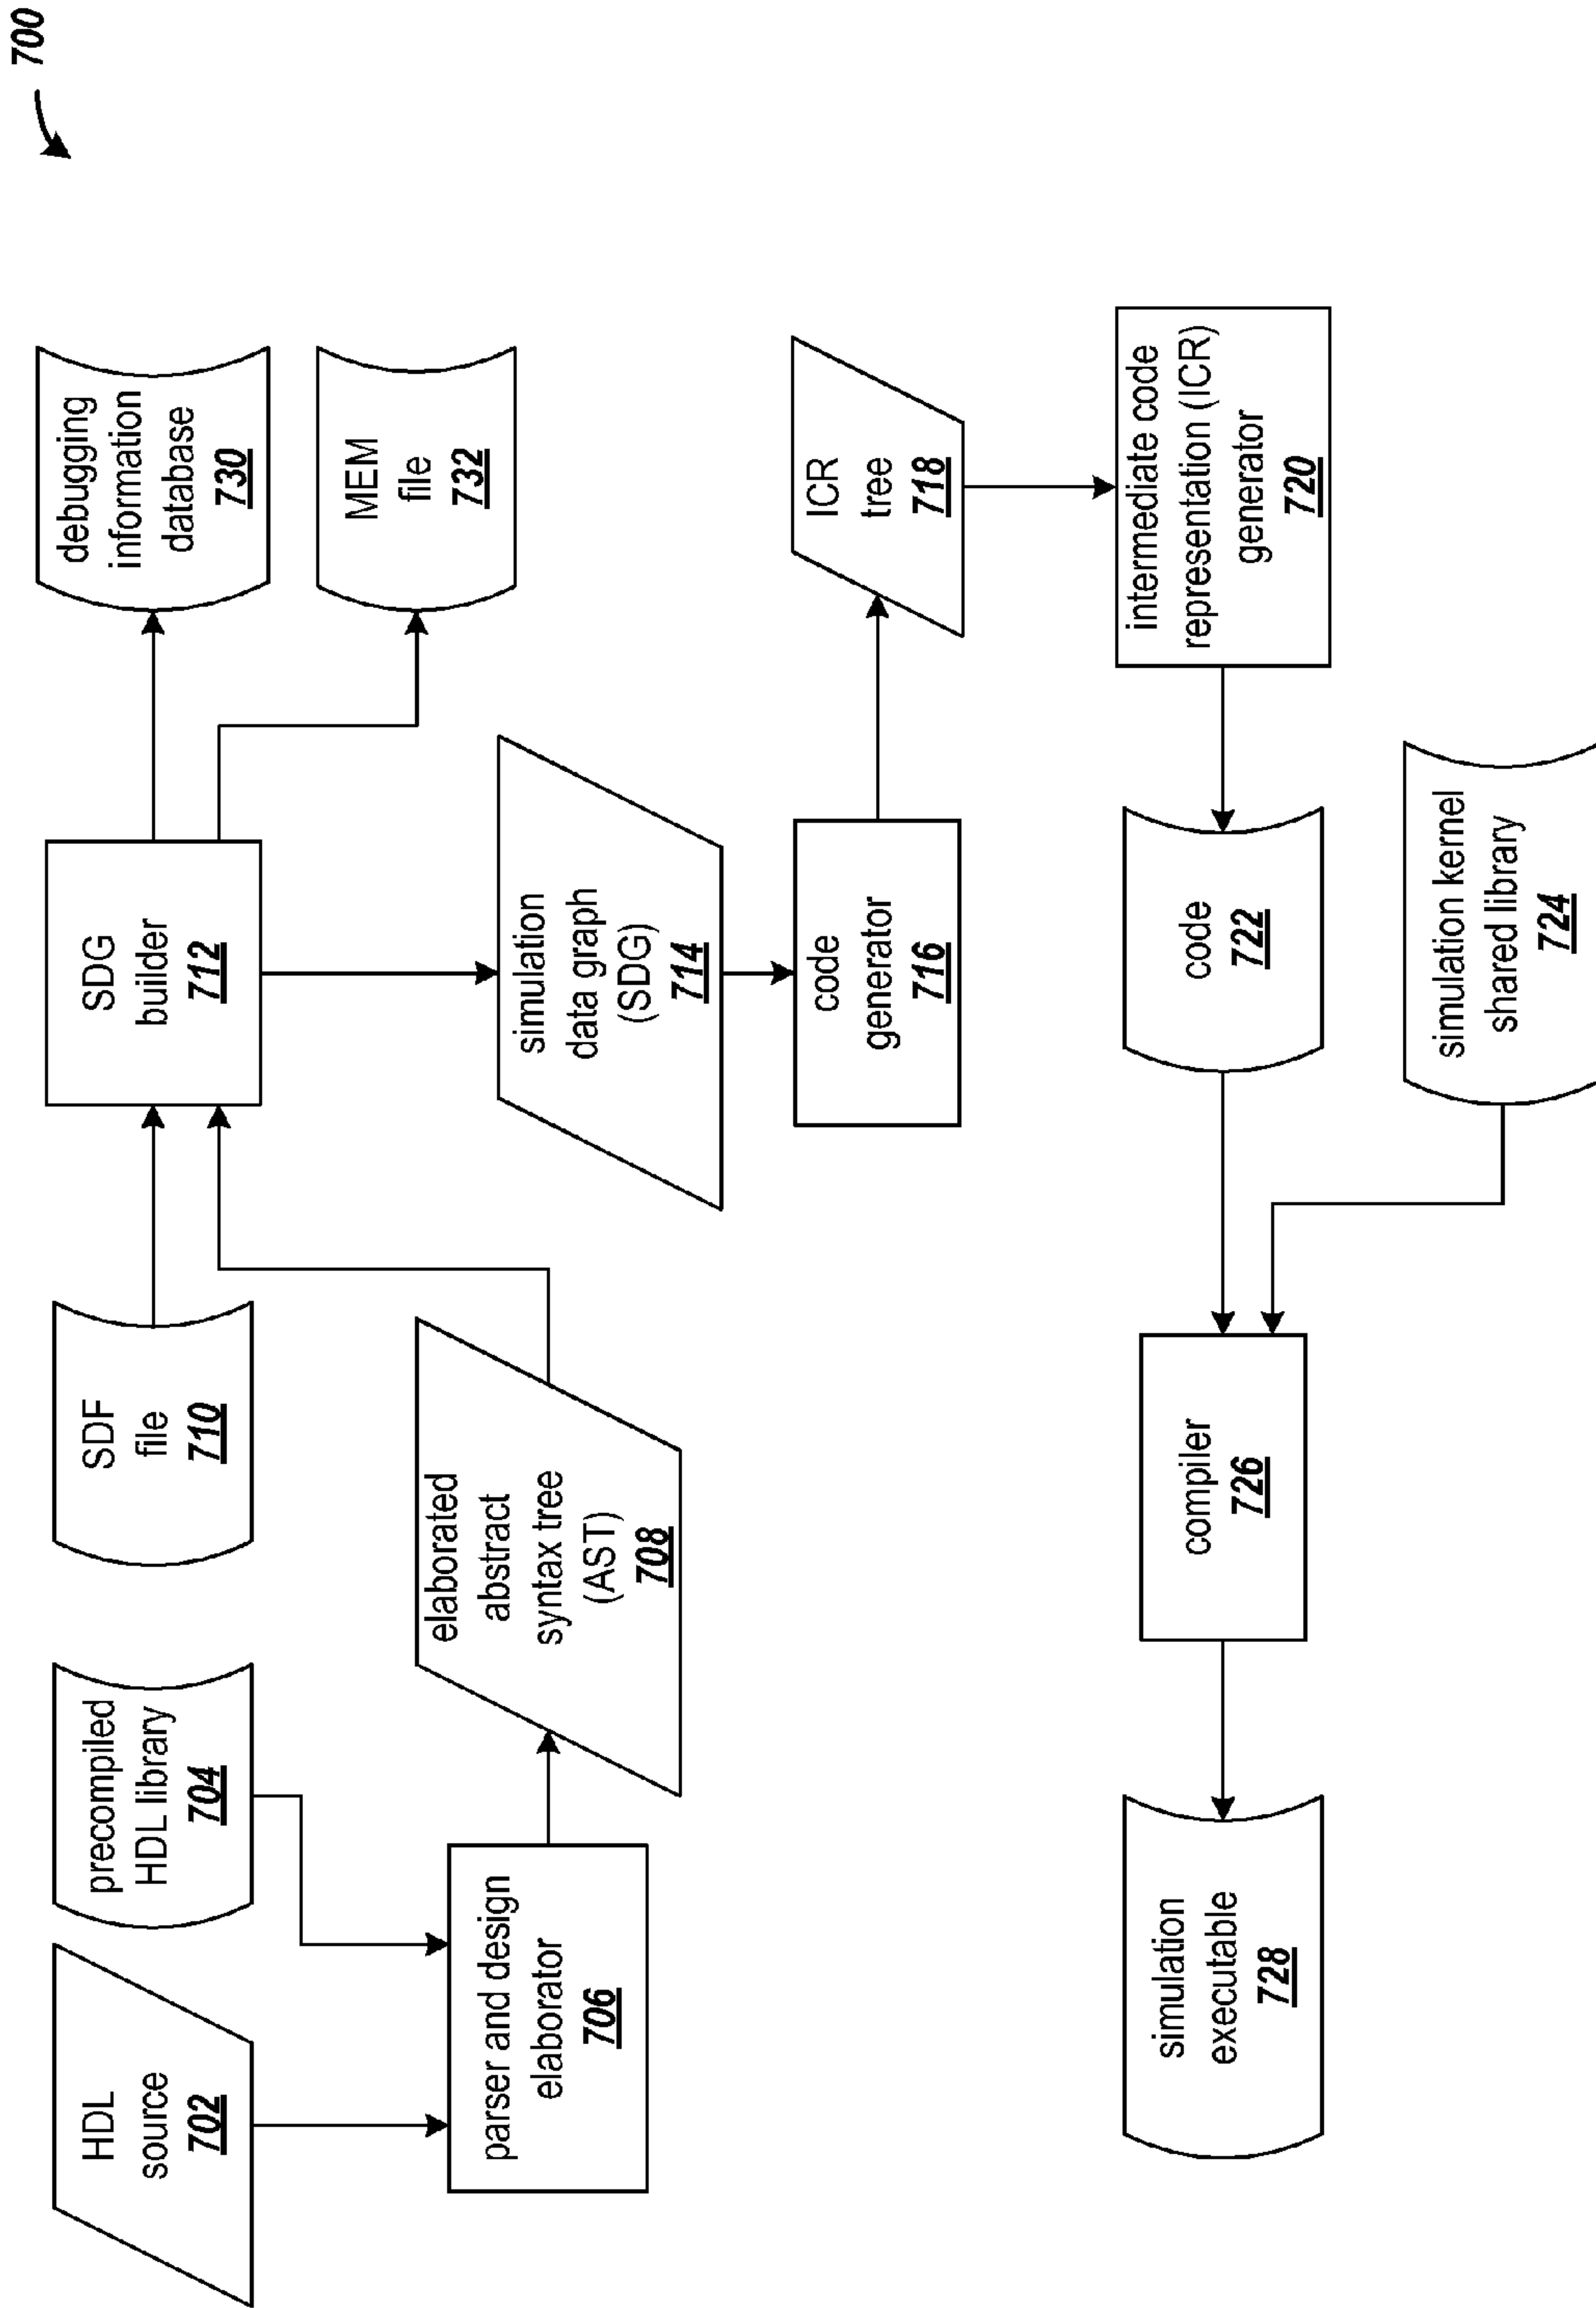 700
HDL
source
702
precompiled
HDL library
704
parser and design
elaborator
706
elaborated
abstract
syntax tree
(AST)
708
SDF
file
710
SDG
builder
712
debugging
information
database
730
MEM
file
732
simulation
data graph
(SDG)
714
code
generator
716
ICR
tree
718
intermediate code
representation (ICR)
generator
720
code
722
simulation kernel
shared library
724
compiler
726
simulation
executable
728